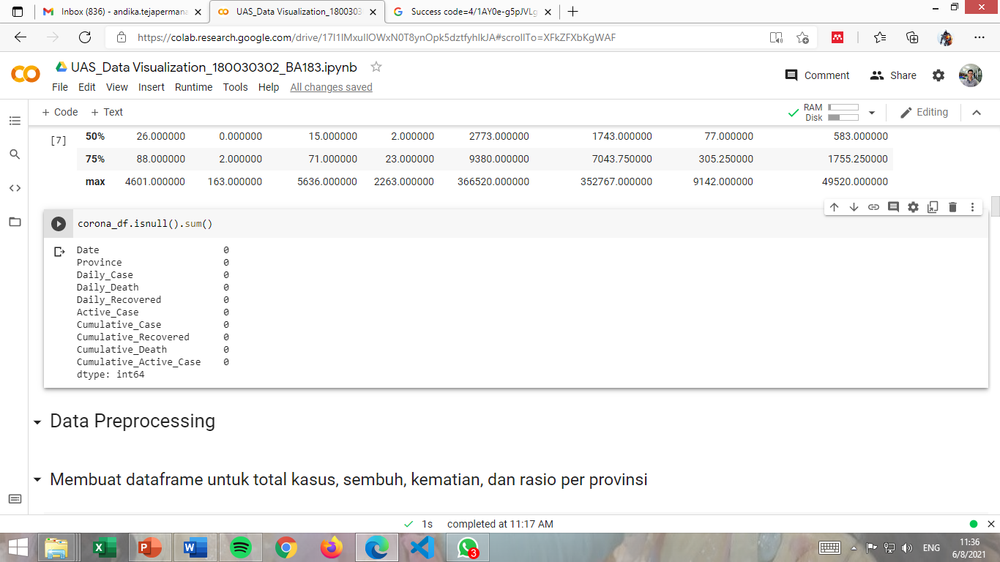 Inbox (836) - andika.tejapermana
UAS_Data Visualization_1800303
Success code=4/1AY0e-g5pJVLg
https://colab.research.google.com/drive/17I1IMxuIIOWxN0T8ynOpk5dztfyhIkJA#scrollTo=XFkZFXbKgWAF
UAS_Data Visualization_180030302_BA183.ipynb
Comment
Share
File Edit View Insert Runtime Tools Help All changes saved
+ Code + Text
RAM
Disk
Editing
[7]
50% 26.000000 0.000000 15.000000 2.000000 2773.000000 1743.000000 77.000000 583.000000
75% 88.000000 2.000000 71.000000 23.000000 9380.000000 7043.750000 305.250000 1755.250000
max 4601.000000 163.000000 5636.000000 2263.000000 366520.000000 352767.000000 9142.000000 49520.000000
corona_df.isnull().sum()
Date 0
Province 0
Daily_Case 0
Daily_Death 0
Daily_Recovered 0
Active_Case 0
Cumulative_Case 0
Cumulative_Recovered 0
Cumulative_Death 0
Cumulative_Active_Case 0
dtype: int64
Data Preprocessing
Membuat dataframe untuk total kasus, sembuh, kematian, dan rasio per provinsi
1s completed at 11:17 AM
3
ENG
11:36
6/8/2021